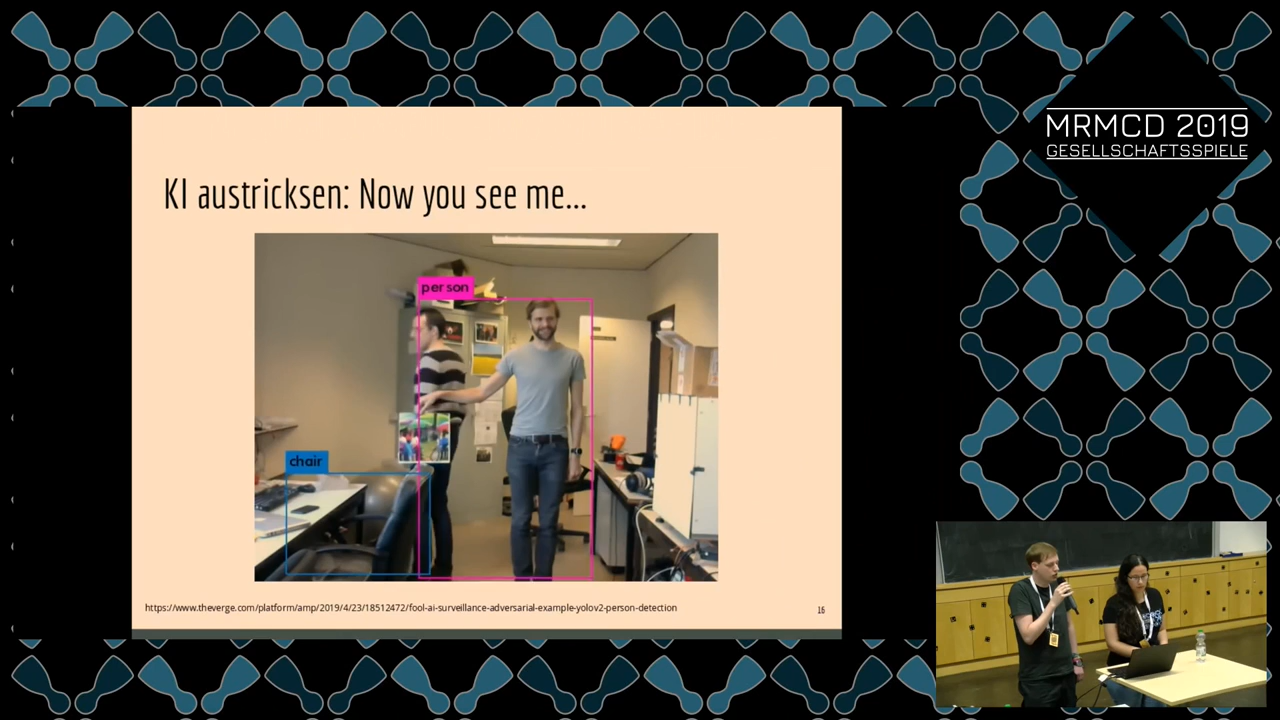 MRMCD 2019
GESELLSCHAFTSSPIELE
KI austricksen: Now you see me...
person
chair
https://www.theverge.com/platform/amp/2019/4/23/18512472/fool-ai-surveillance-adversarial-example-yolov2-person-detection
16